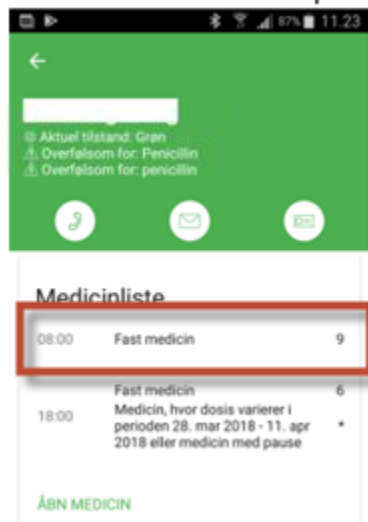 87% 11.23
Aktuel tilstand: Grøn
Overfølsom for: Penicillin
Overfølsom for: penicillin
Medicinliste
08:00 Fast medicin 9
Fast medicin 6
18:00 Medicin, hvor dosis varierer i *
perioden 28. mar 2018 - 11. apr
2018 eller medicin med pause
ÅBN MEDICIN